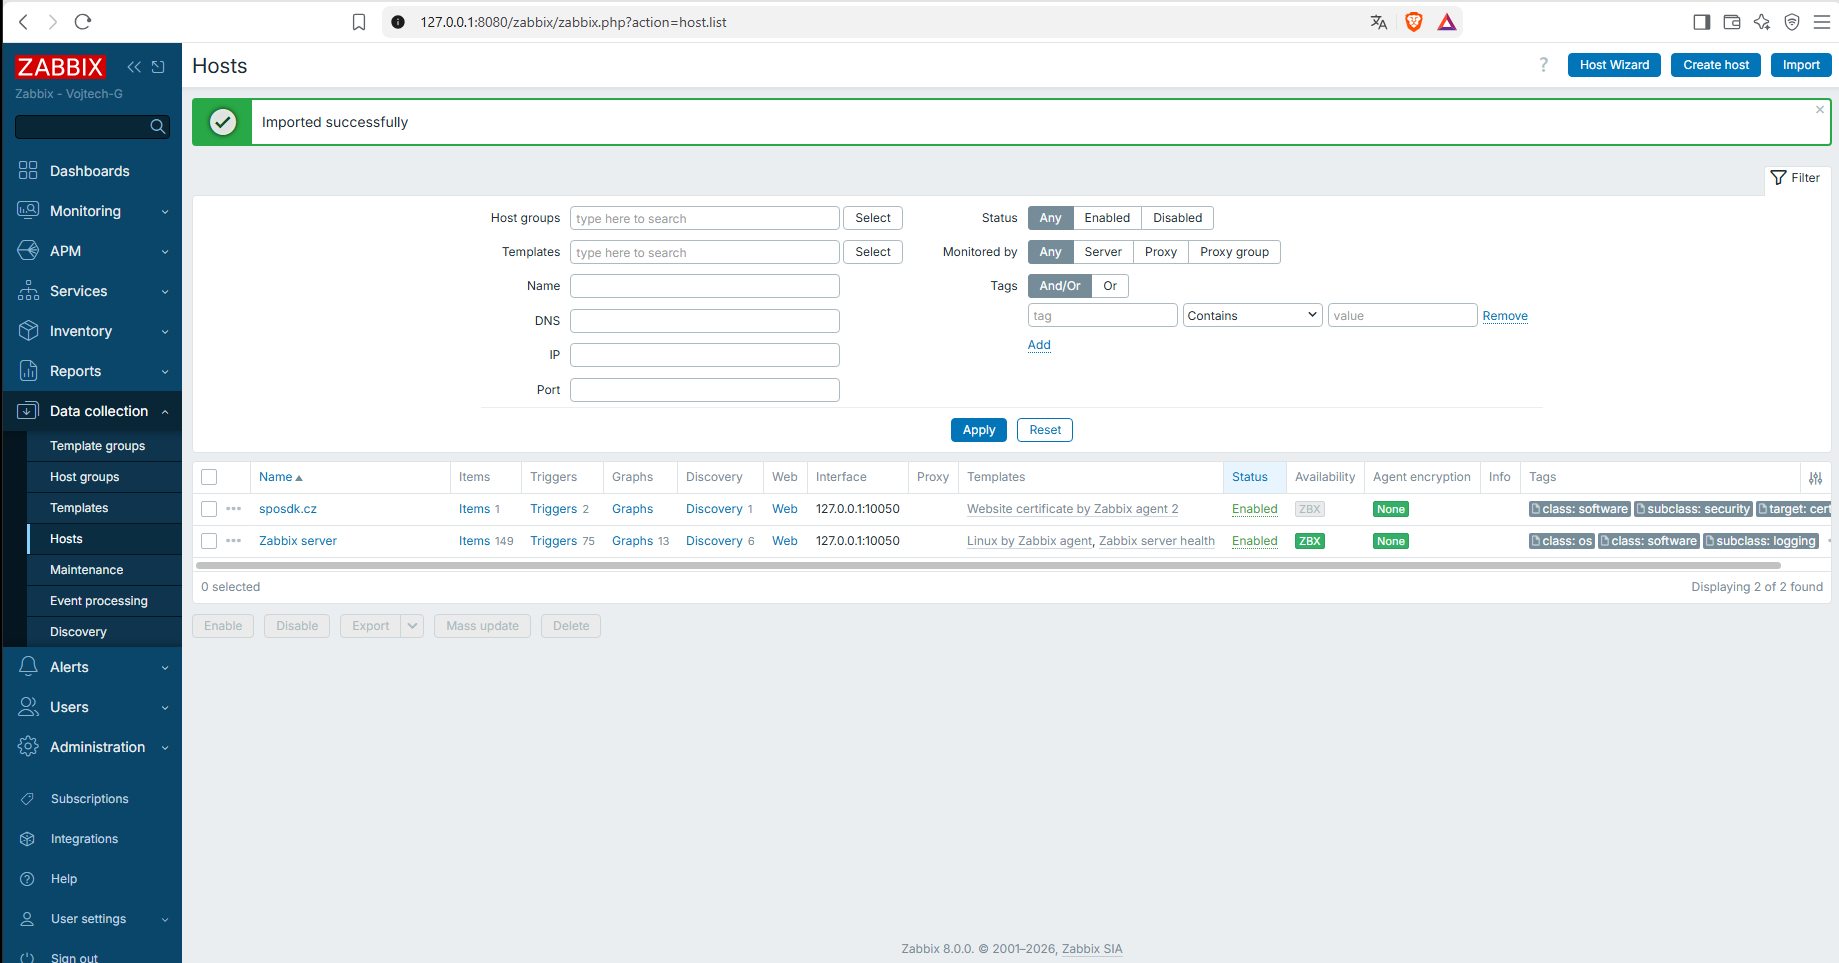 127.0.0.1:8080/zabbix/zabbix.php?action=host.list
ZABBIX
Zabbix - Vojtech-G
Dashboards
Monitoring
APM
Services
Inventory
Reports
Data collection
Template groups
Host groups
Templates
Hosts
Maintenance
Event processing
Discovery
Alerts
Users
Administration
Subscriptions
Integrations
Help
User settings
Sign out
Hosts
? Host Wizard Create host Import
Imported successfully
Filter
Host groups type here to search Select
Templates type here to search Select
Name
DNS
IP
Port
Status Any Enabled Disabled
Monitored by Any Server Proxy Proxy group
Tags And/Or Or
tag Contains value Remove
Add
Apply Reset
Name Items Triggers Graphs Discovery Web Interface Proxy Templates Status Availability Agent encryption Info Tags
sposdk.cz Items 1 Triggers 2 Graphs Discovery 1 Web 127.0.0.1:10050 Website certificate by Zabbix agent 2 Enabled ZBX None class: software subclass: security target: cert
Zabbix server Items 149 Triggers 75 Graphs 13 Discovery 6 Web 127.0.0.1:10050 Linux by Zabbix agent, Zabbix server health Enabled ZBX None class: os class: software subclass: logging
0 selected Displaying 2 of 2 found
Enable Disable Export Mass update Delete
Zabbix 8.0.0. © 2001–2026, Zabbix SIA